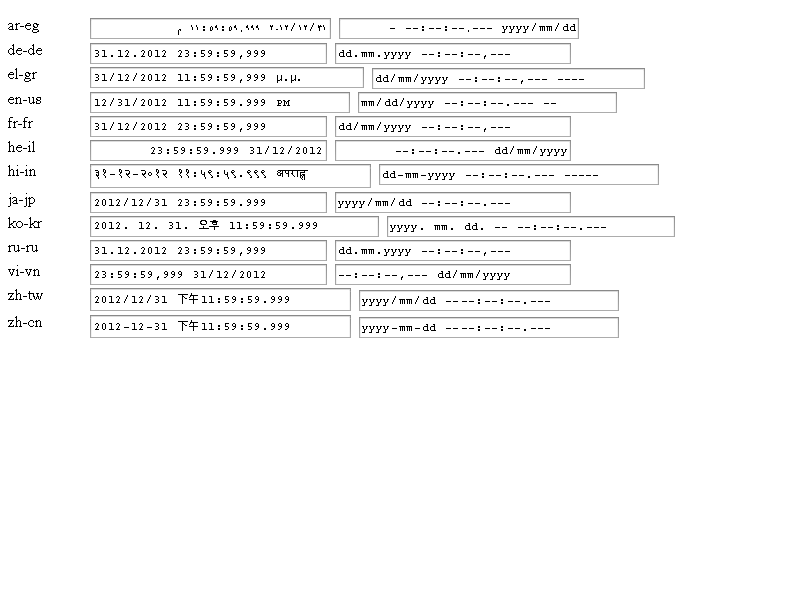 ar-eg ٣١/١٢/٢٠١٢ ١١:٥٩:٥٩.٩٩٩ م yyyy/mm/dd --:--:--.--- -
de-de 31.12.2012 23:59:59,999 dd.mm.yyyy --:--:--,---
el-gr 31/12/2012 11:59:59,999 μ.μ. dd/mm/yyyy --:--:--,--- ----
en-us 12/31/2012 11:59:59.999 PM mm/dd/yyyy --:--:--.--- --
fr-fr 31/12/2012 23:59:59,999 dd/mm/yyyy --:--:--,---
he-il 23:59:59.999 31/12/2012 --:--:--.--- dd/mm/yyyy
hi-in ३१-१२-२०१२ ११:५९:५९.९९९ अपराह्न dd-mm-yyyy --:--:--.--- -----
ja-jp 2012/12/31 23:59:59.999 yyyy/mm/dd --:--:--.---
ko-kr 2012. 12. 31. 오후 11:59:59.999 yyyy. mm. dd. -- --:--:--.---
ru-ru 31.12.2012 23:59:59,999 dd.mm.yyyy --:--:--,---
vi-vn 23:59:59,999 31/12/2012 --:--:--,--- dd/mm/yyyy
zh-tw 2012/12/31 下午11:59:59.999 yyyy/mm/dd ----:--:--.---
zh-cn 2012-12-31 下午11:59:59.999 yyyy-mm-dd ----:--:--.---